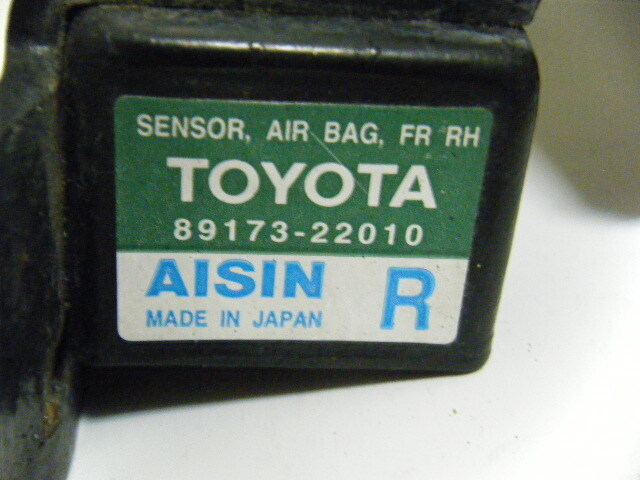 SENSOR, AIR BAG, FR RH
TOYOTA
89173-22010
AISIN R
MADE IN JAPAN